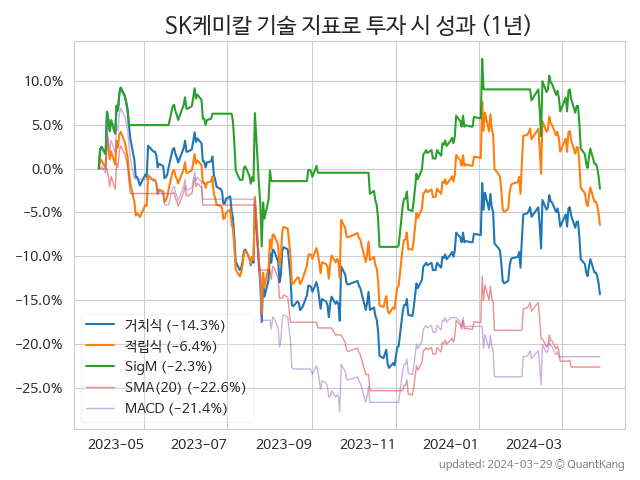 SK케미칼 기술 지표로 투자 시 성과 (1년)
10.0%
5.0%
0.0%
−5.0%
−10.0%
−15.0%
−20.0%
−25.0%
거치식 (−14.3%)
적립식 (−6.4%)
SigM (−2.3%)
SMA(20) (−22.6%)
MACD (−21.4%)
2023-05 2023-07 2023-09 2023-11 2024-01 2024-03
updated: 2024-03-29 © QuantKang